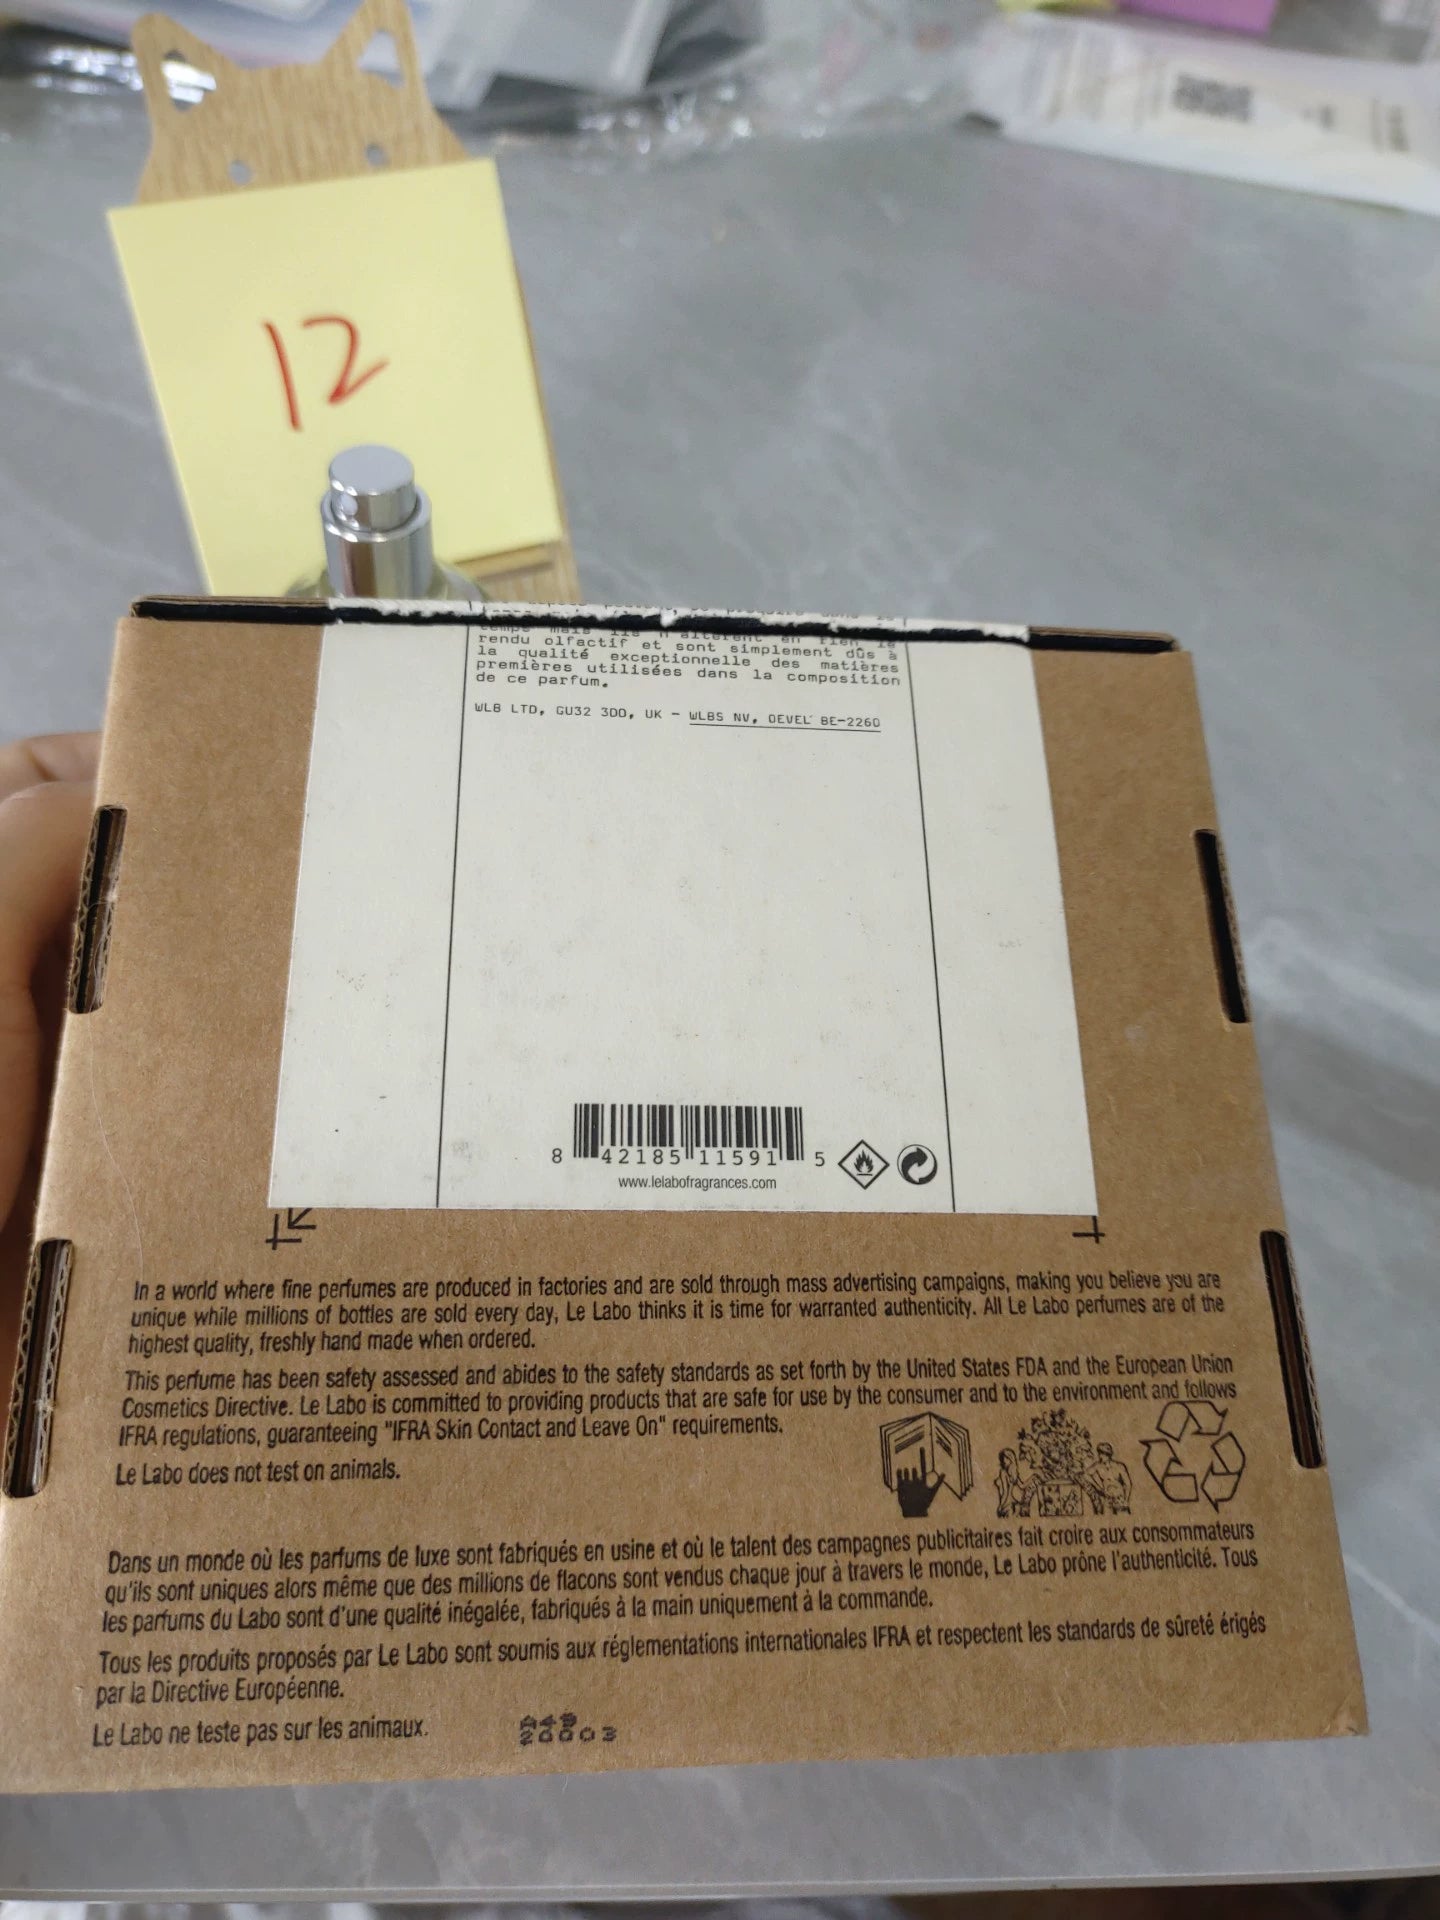 12
rendu olfactif et sont simplement dûs à
la qualité exceptionnelle des matières
premières utilisées dans la composition
de ce parfum.
WLB LTD, GU32 3DD, UK - WLBS NV, OEVEL BE-2260
8 42185 11591 5
www.lelabofragrances.com
In a world where fine perfumes are produced in factories and are sold through mass advertising campaigns, making you believe you are
unique while millions of bottles are sold every day, Le Labo thinks it is time for warranted authenticity. All Le Labo perfumes are of the
highest quality, freshly hand made when ordered.
This perfume has been safety assessed and abides to the safety standards as set forth by the United States FDA and the European Union
Cosmetics Directive. Le Labo is committed to providing products that are safe for use by the consumer and to the environment and follows
IFRA regulations, guaranteeing "IFRA Skin Contact and Leave On" requirements.
Le Labo does not test on animals.
Dans un monde où les parfums de luxe sont fabriqués en usine et où le talent des campagnes publicitaires fait croire aux consommateurs
qu'ils sont uniques alors même que des millions de flacons sont vendus chaque jour à travers le monde, Le Labo prône l'authenticité. Tous
les parfums du Labo sont d'une qualité inégalée, fabriqués à la main uniquement à la commande.
Tous les produits proposés par Le Labo sont soumis aux réglementations internationales IFRA et respectent les standards de sûreté érigés
par la Directive Européenne.
Le Labo ne teste pas sur les animaux.